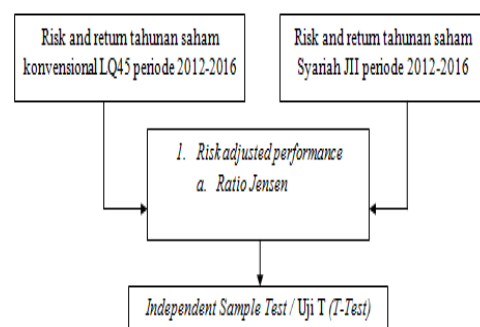 Risk and return tahunan saham
konvensional LQ45 periode 2012-2016
Risk and return tahunan saham
Syariah JII periode 2012-2016
1. Risk adjusted performance
a. Ratio Jensen
Independent Sample Test / Uji T (T-Test)